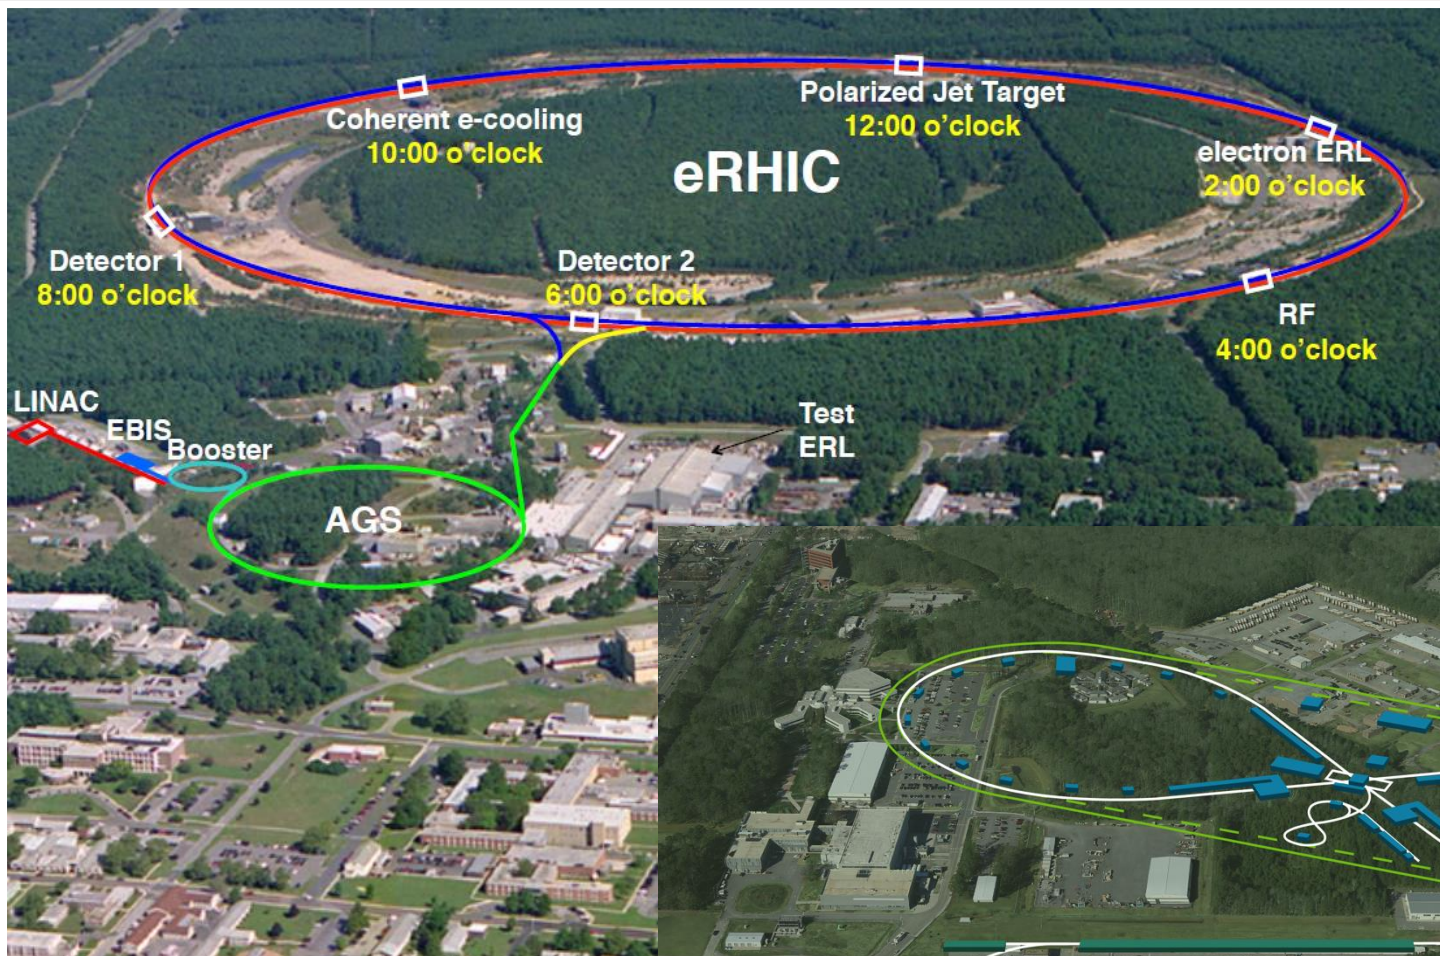 Coherent e-cooling
10:00 o’clock
Polarized Jet Target
12:00 o’clock
eRHIC
electron ERL
2:00 o’clock
Detector 1
8:00 o’clock
Detector 2
6:00 o’clock
RF
4:00 o’clock
LINAC
EBIS
Booster
Test
ERL
AGS